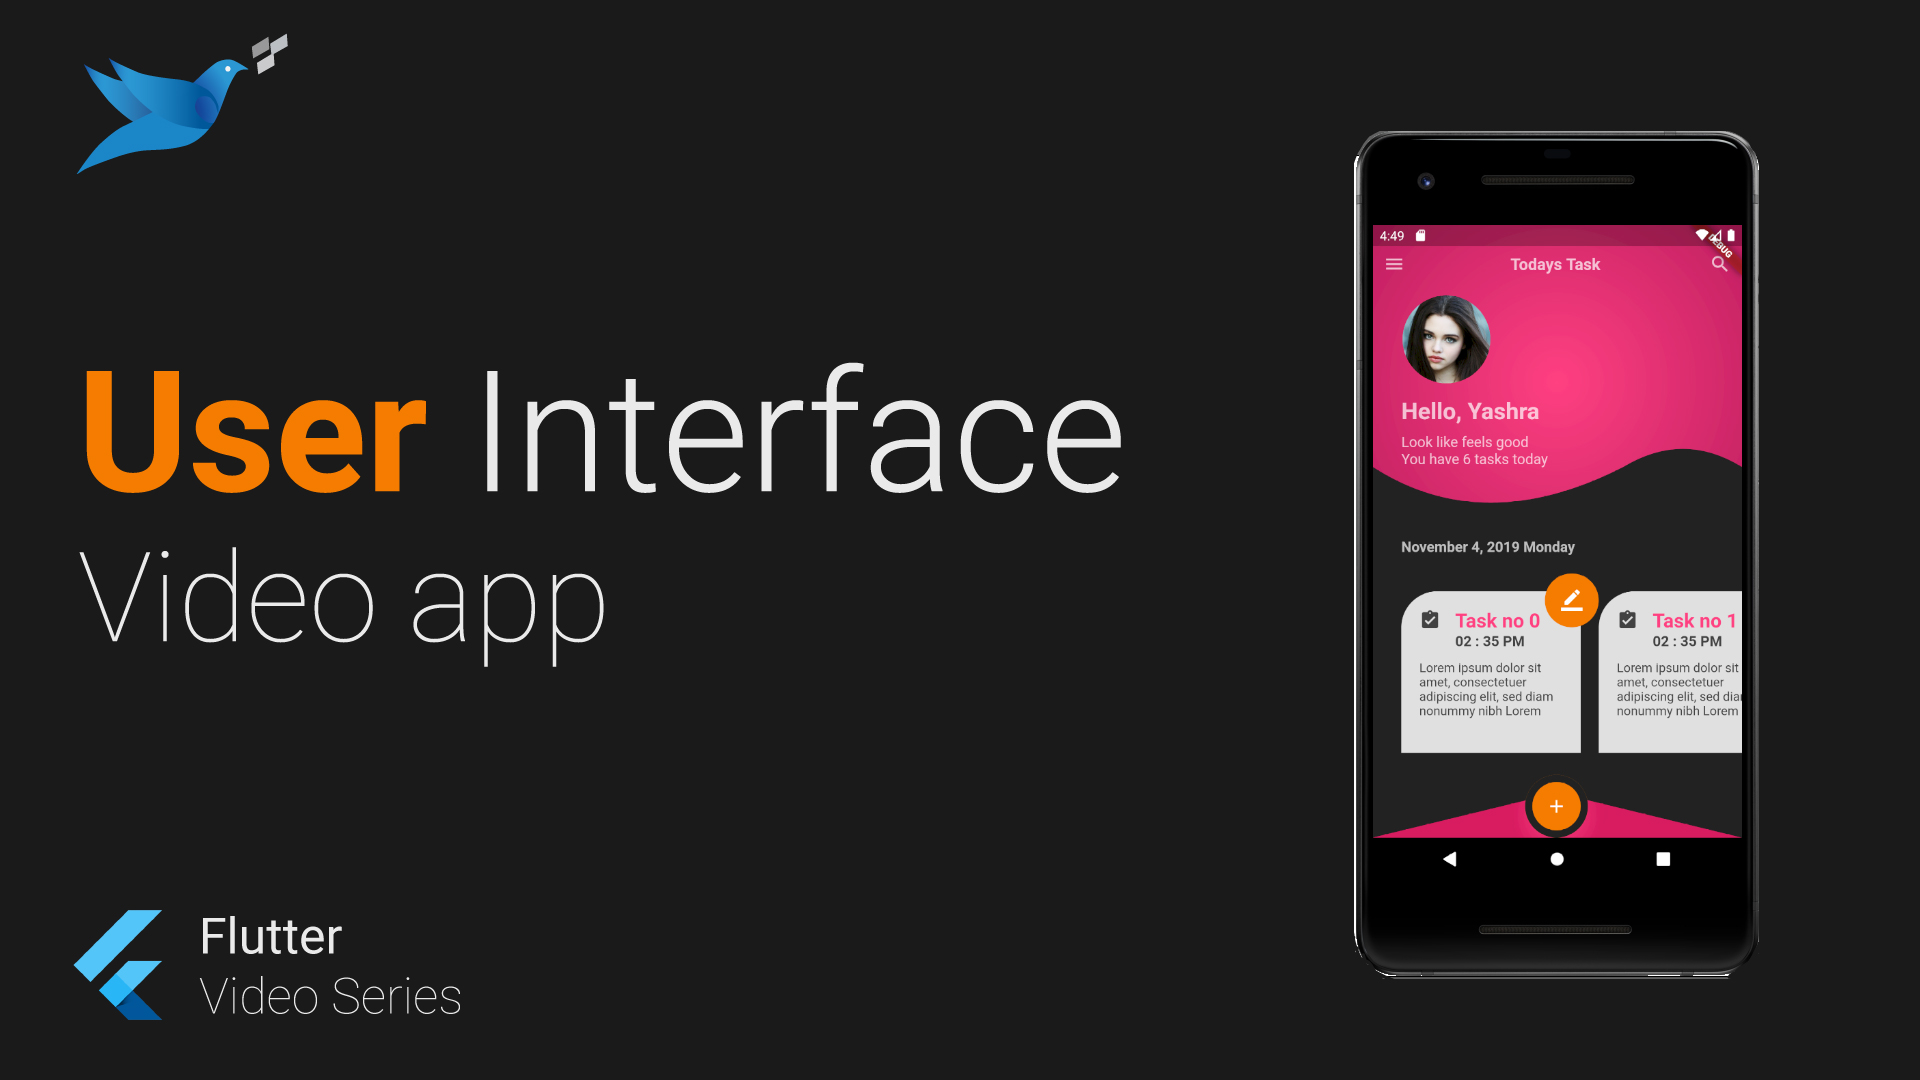 User Interface
Video app
Flutter
Video Series
4:49
DEBUG
Todays Task
Hello, Yashra
Look like feels good
You have 6 tasks today
November 4, 2019 Monday
Task no 0
02 : 35 PM
Lorem ipsum dolor sit
amet, consectetuer
adipiscing elit, sed diam
nonummy nibh Lorem
Task no 1
02 : 35 PM
Lorem ipsum dolor sit
amet, consectetuer
adipiscing elit, sed diam
nonummy nibh Lorem